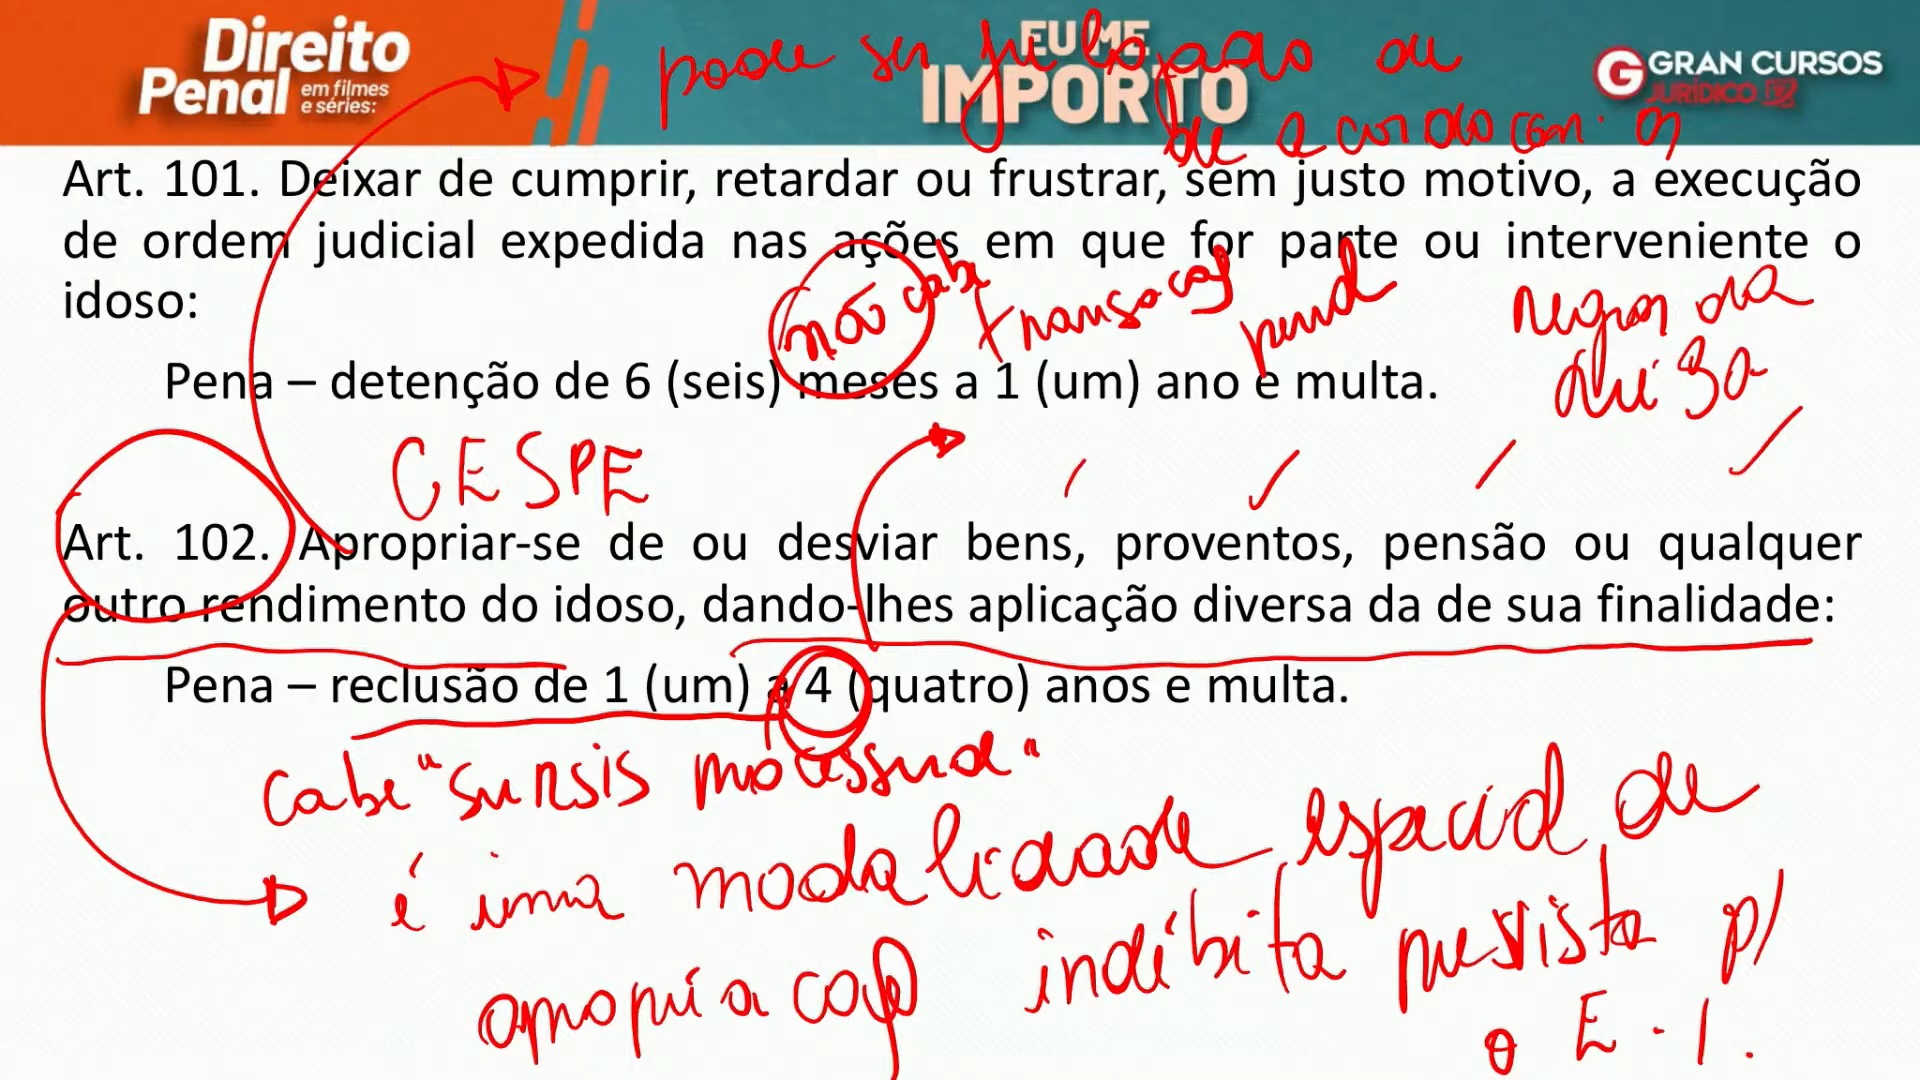 Direito
Penal em filmes
e séries:
EU ME
IMPORTO
GRAN CURSOS
JURÍDICO
pode ser julgado ou
de acordo com as
Art. 101. Deixar de cumprir, retardar ou frustrar, sem justo motivo, a execução
de ordem judicial expedida nas ações em que for parte ou interveniente o
idoso:
não cabe transação penal
regras da
Lei 9a
Pena – detenção de 6 (seis) meses a 1 (um) ano e multa.
CESPE
Art. 102. Apropriar-se de ou desviar bens, proventos, pensão ou qualquer
outro rendimento do idoso, dando-lhes aplicação diversa da de sua finalidade:
Pena – reclusão de 1 (um) a 4 (quatro) anos e multa.
cabe "sursis processual"
é uma modalidade especial de
apropriação indébita prevista p/
o E.I.